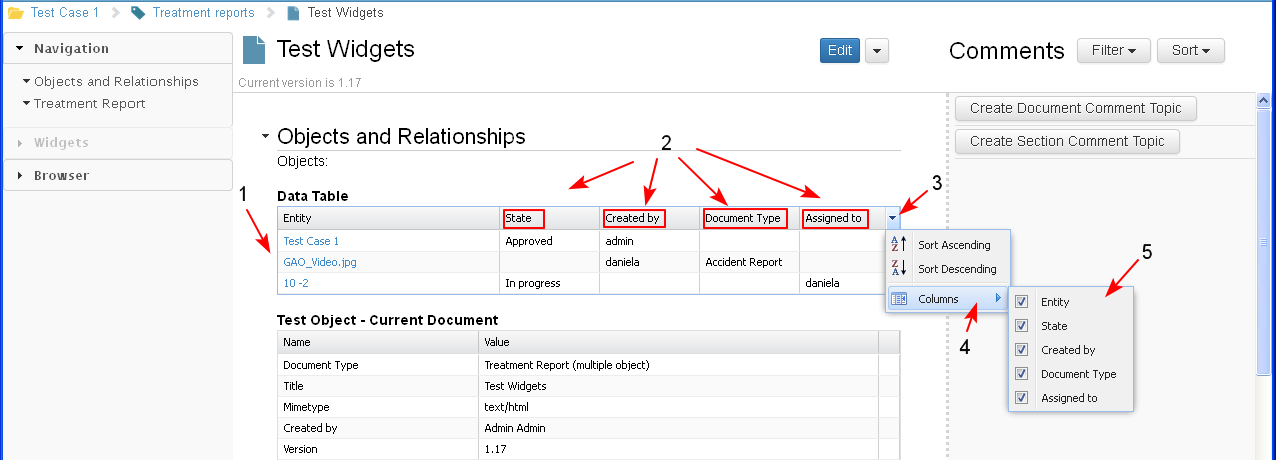 Test Case 1 Treatment reports Test Widgets
Navigation
Objects and Relationships
Treatment Report
Widgets
Browser
Test Widgets
Edit
Current version is 1.17
Comments Filter Sort
Create Document Comment Topic
Create Section Comment Topic
Objects and Relationships
Objects:
2
1
3
Data Table
Entity State Created by Document Type Assigned to
Test Case 1 Approved admin
GAO_Video.jpg daniela Accident Report
10 -2 In progress daniela
A Z Sort Ascending
Z A Sort Descending
Columns
4
5
Entity
State
Created by
Document Type
Assigned to
Test Object - Current Document
Name Value
Document Type Treatment Report (multiple object)
Title Test Widgets
Mimetype text/html
Created by Admin Admin
Version 1.17